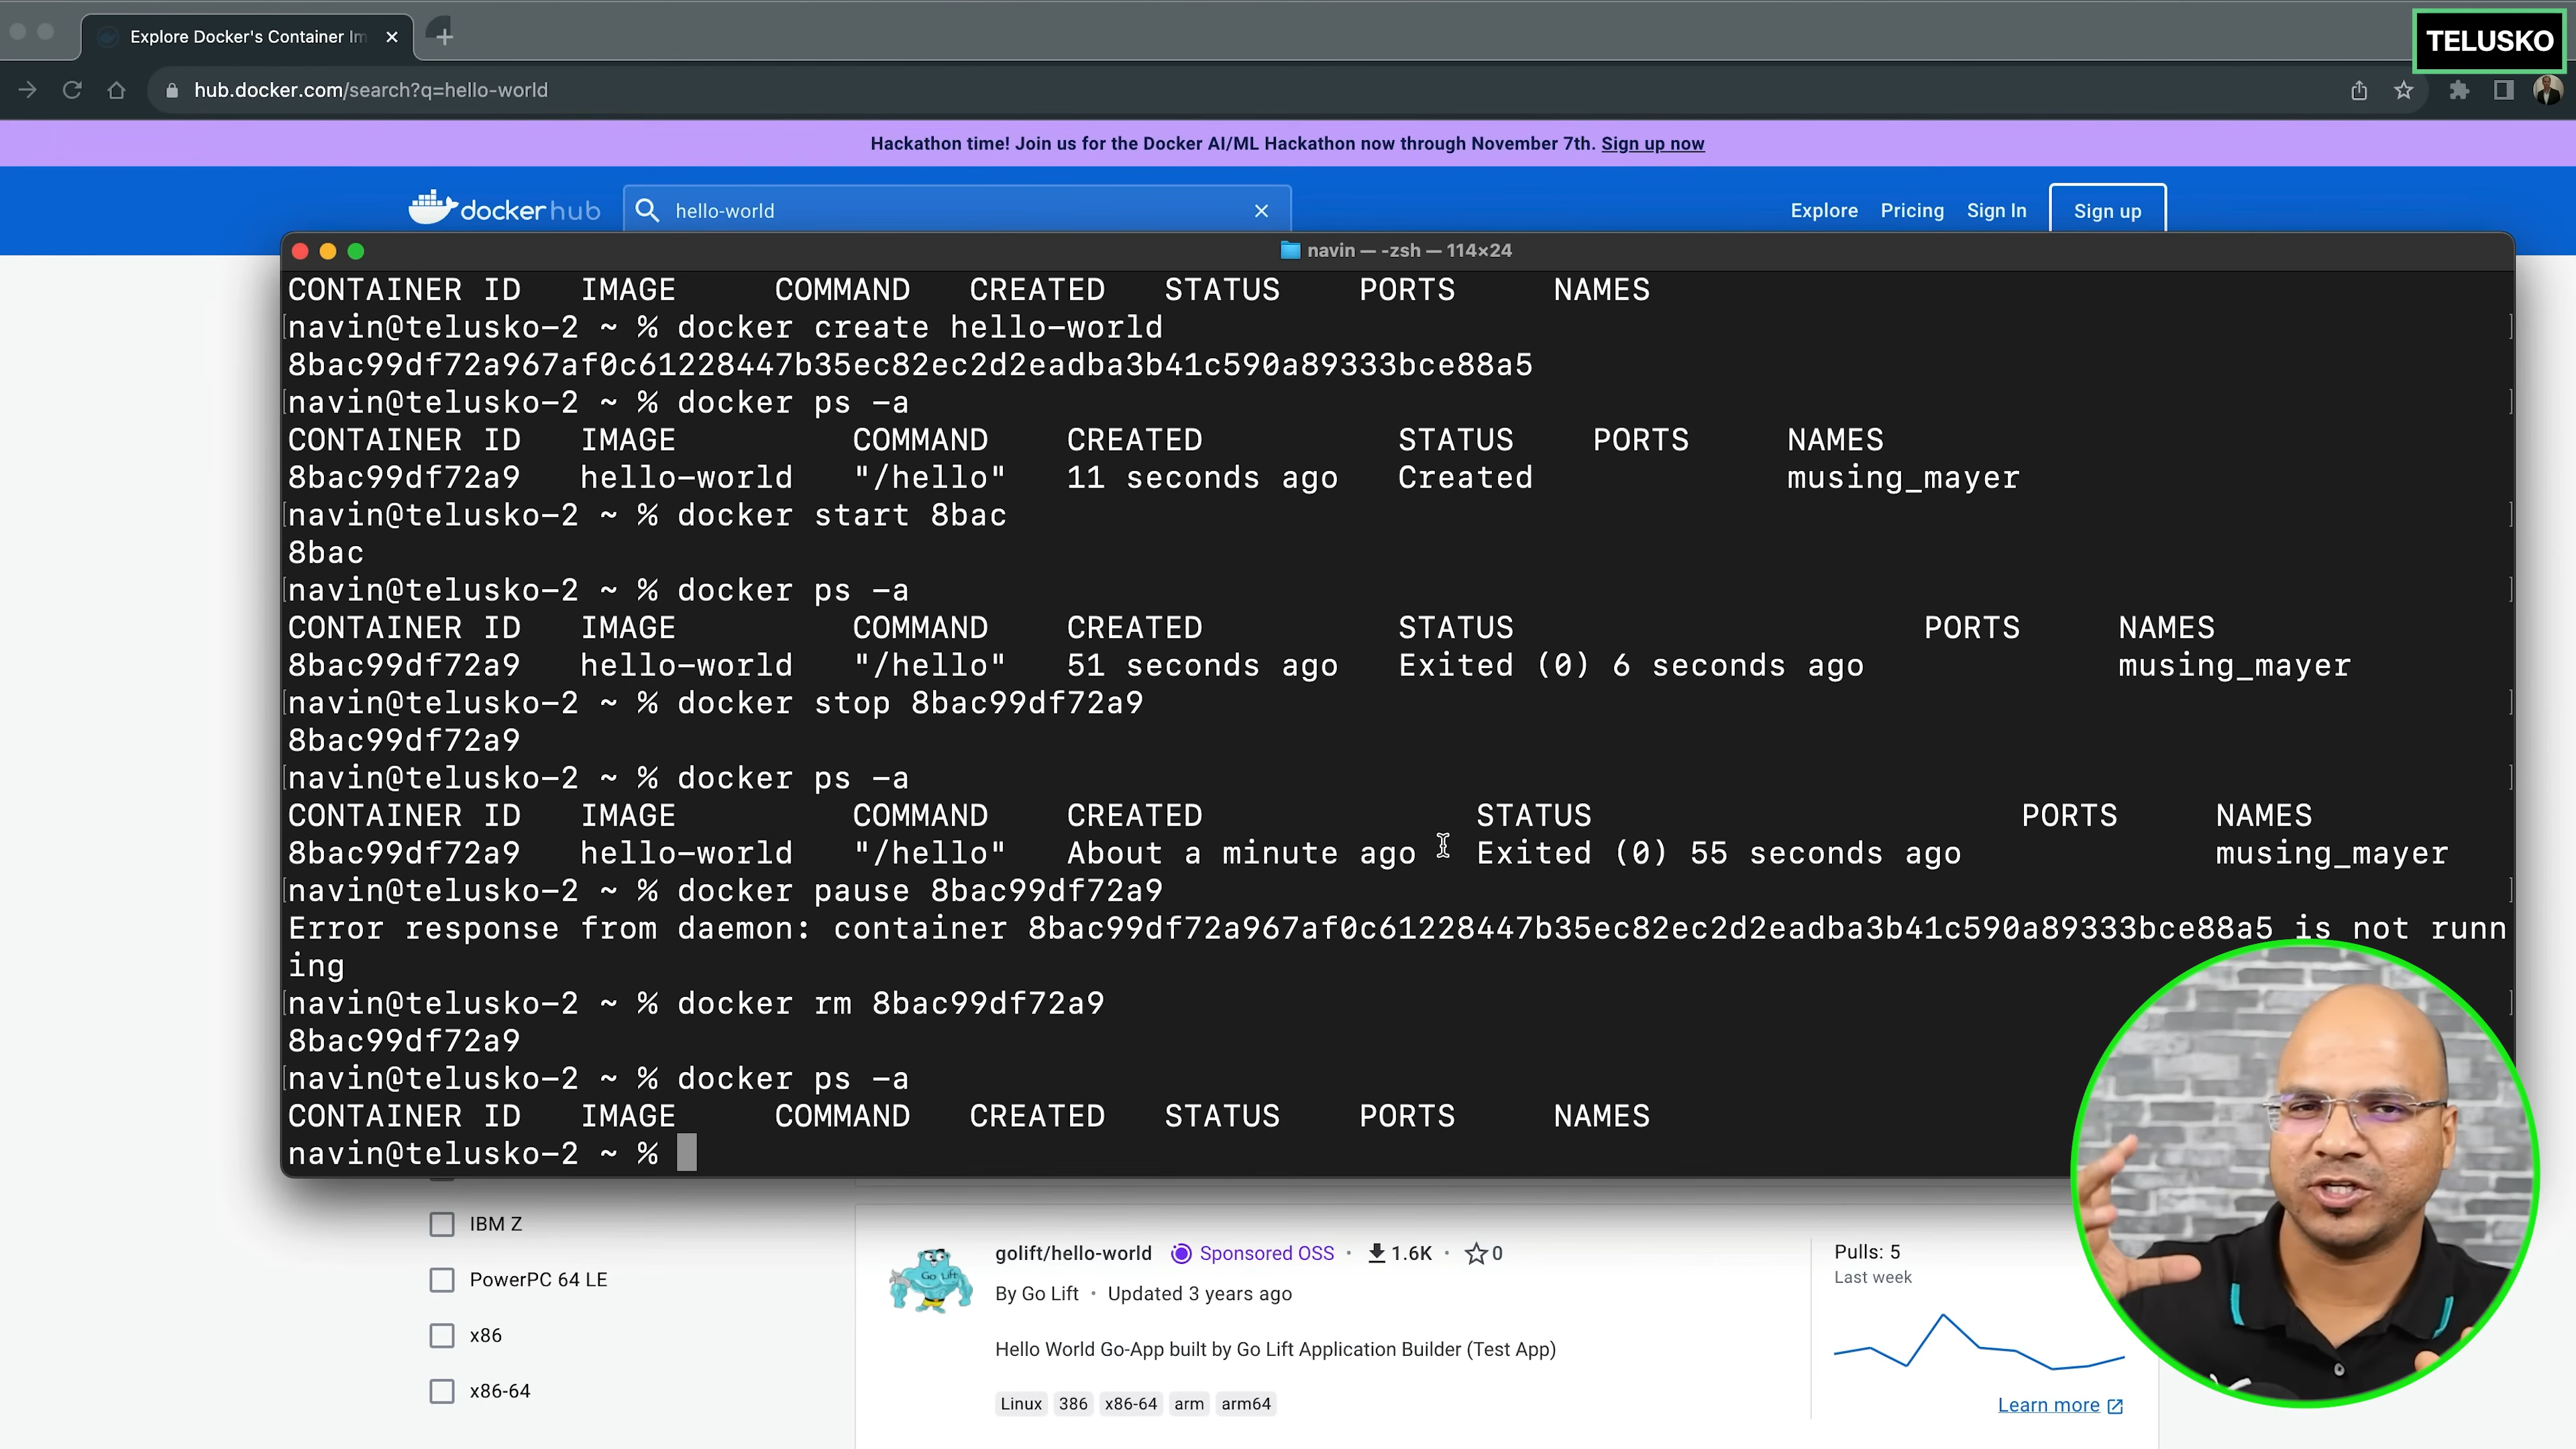 Explore Docker's Container Im
TELUSKO
hub.docker.com/search?q=hello-world
Hackathon time! Join us for the Docker AI/ML Hackathon now through November 7th. Sign up now
docker hub
hello-world
Explore Pricing Sign In Sign up
navin — -zsh — 114×24
CONTAINER ID IMAGE COMMAND CREATED STATUS PORTS NAMES
navin@telusko-2 ~ % docker create hello-world
8bac99df72a967af0c61228447b35ec82ec2d2eadba3b41c590a89333bce88a5
navin@telusko-2 ~ % docker ps -a
CONTAINER ID IMAGE COMMAND CREATED STATUS PORTS NAMES
8bac99df72a9 hello-world "/hello" 11 seconds ago Created musing_mayer
navin@telusko-2 ~ % docker start 8bac
8bac
navin@telusko-2 ~ % docker ps -a
CONTAINER ID IMAGE COMMAND CREATED STATUS PORTS NAMES
8bac99df72a9 hello-world "/hello" 51 seconds ago Exited (0) 6 seconds ago musing_mayer
navin@telusko-2 ~ % docker stop 8bac99df72a9
8bac99df72a9
navin@telusko-2 ~ % docker ps -a
CONTAINER ID IMAGE COMMAND CREATED STATUS PORTS NAMES
8bac99df72a9 hello-world "/hello" About a minute ago Exited (0) 55 seconds ago musing_mayer
navin@telusko-2 ~ % docker pause 8bac99df72a9
Error response from daemon: container 8bac99df72a967af0c61228447b35ec82ec2d2eadba3b41c590a89333bce88a5 is not runn
ing
navin@telusko-2 ~ % docker rm 8bac99df72a9
8bac99df72a9
navin@telusko-2 ~ % docker ps -a
CONTAINER ID IMAGE COMMAND CREATED STATUS PORTS NAMES
navin@telusko-2 ~ %
IBM Z
PowerPC 64 LE
x86
x86-64
Go Lift
golift/hello-world Sponsored OSS · 1.6K · 0
By Go Lift · Updated 3 years ago
Hello World Go-App built by Go Lift Application Builder (Test App)
Linux 386 x86-64 arm arm64
Pulls: 5
Last week
Learn more